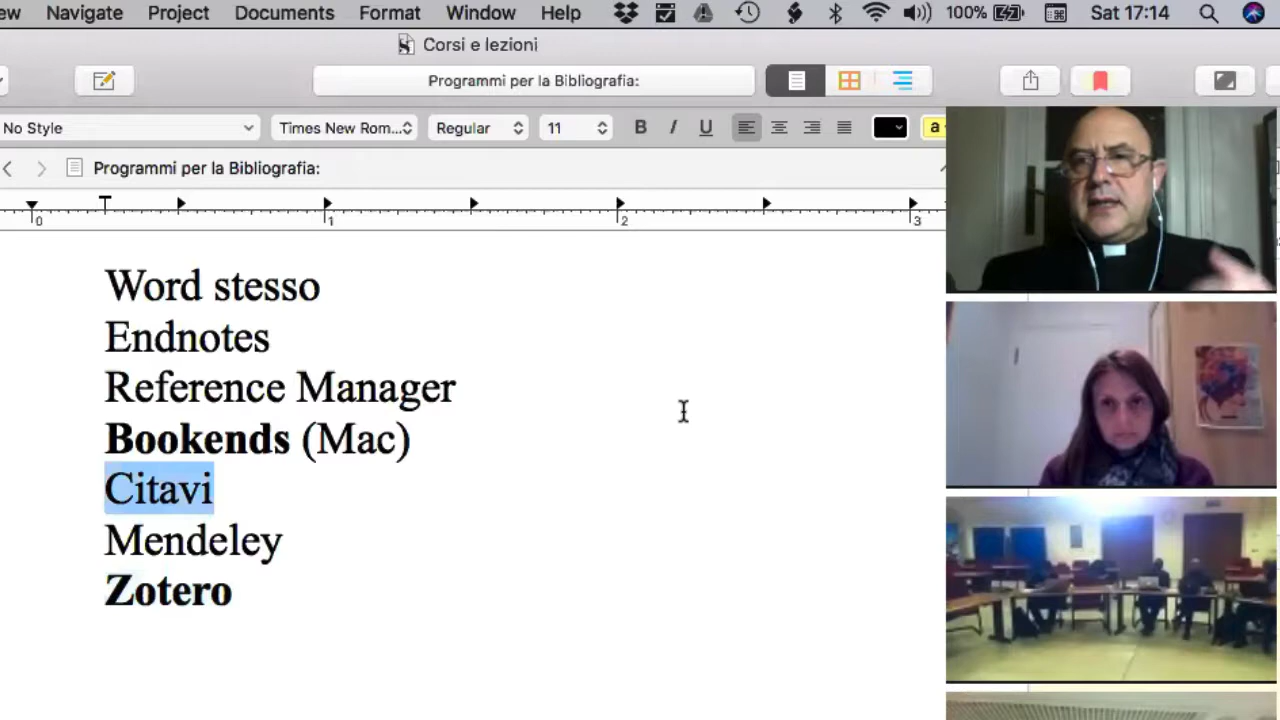 Navigate Project Documents Format Window Help 100% Sat 17:14
Corsi e lezioni
Programmi per la Bibliografia:
No Style Times New Rom... Regular 11 B I U a
Programmi per la Bibliografia:
0 1 2 3
Word stesso
Endnotes
Reference Manager
Bookends (Mac)
Citavi
Mendeley
Zotero